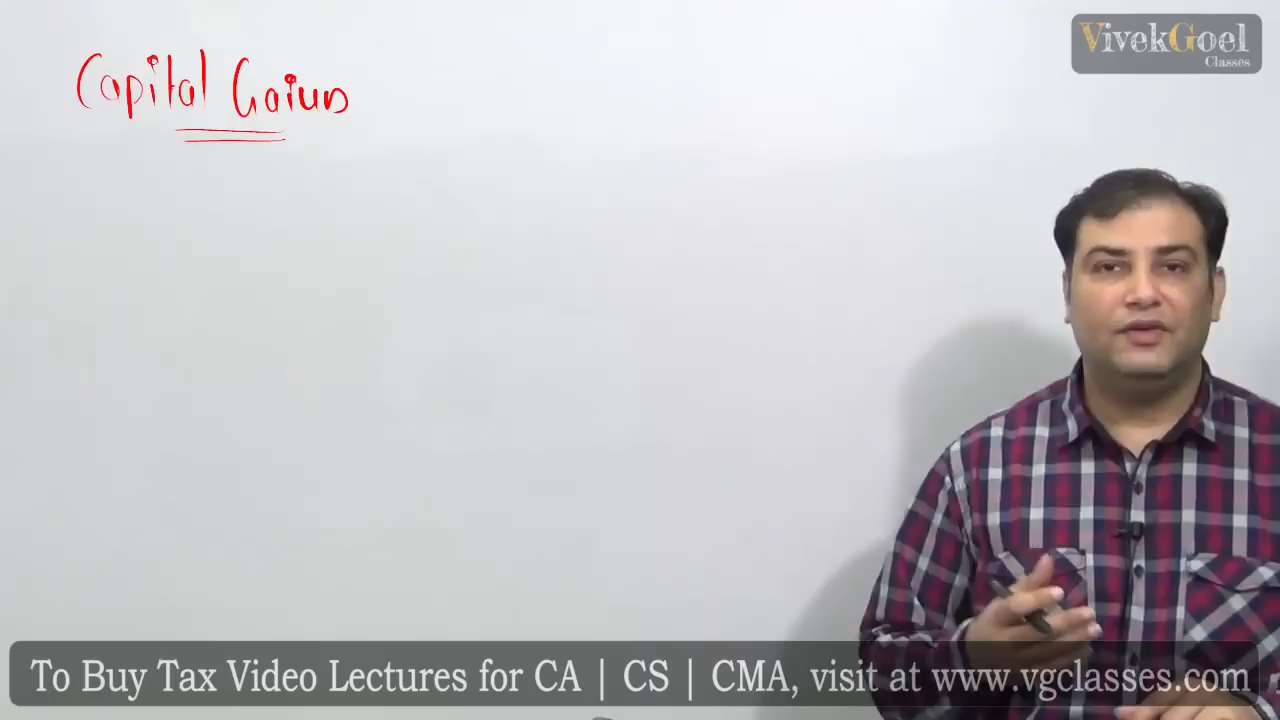 Capital Gains
VivekGoel
Classes
To Buy Tax Video Lectures for CA | CS | CMA, visit at www.vgclasses.com